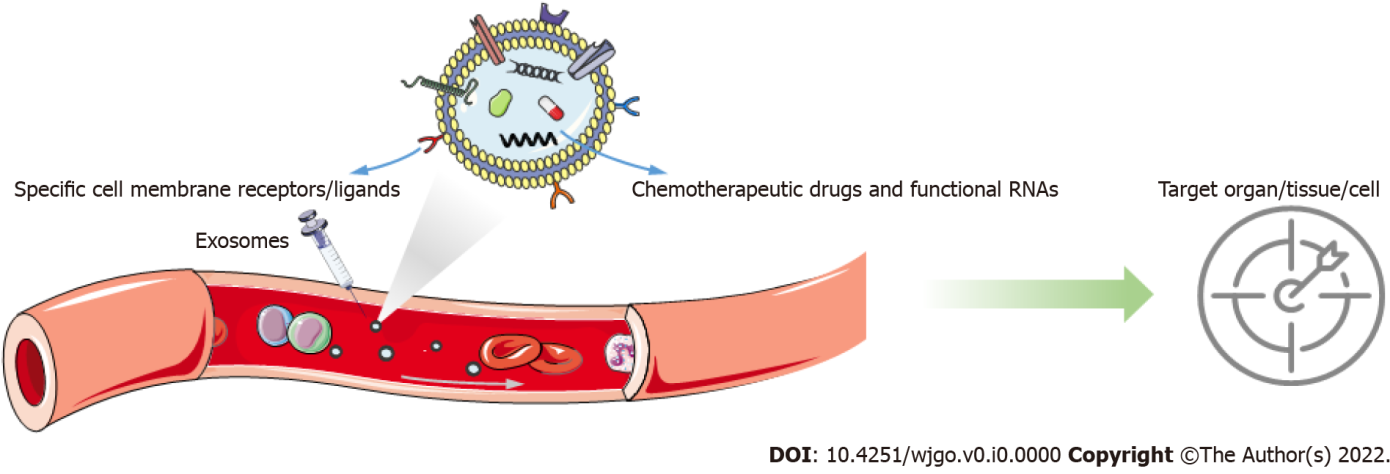 Specific cell membrane receptors/ligands
Chemotherapeutic drugs and functional RNAs
Target organ/tissue/cell
Exosomes
DOI: 10.4251/wjgo.v0.i0.0000 Copyright ©The Author(s) 2022.